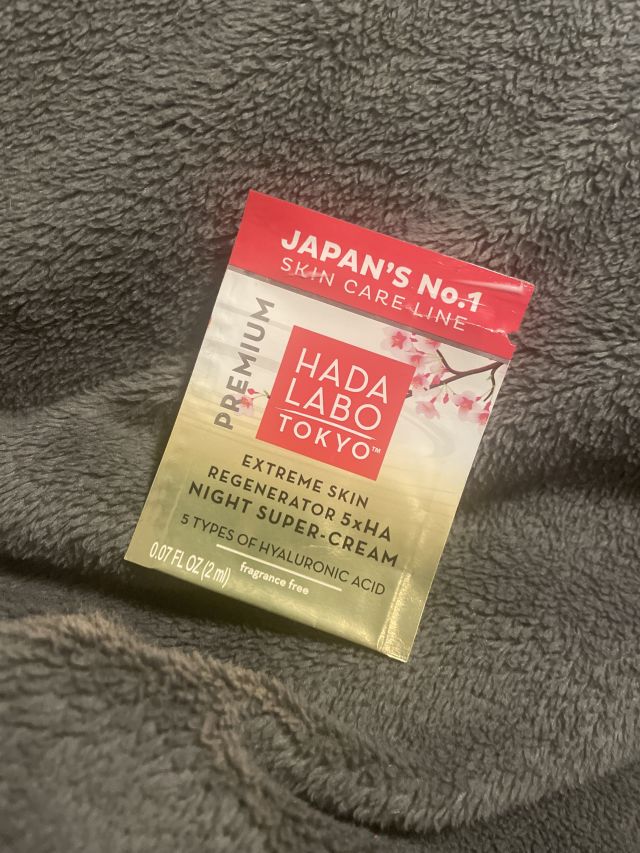 JAPAN'S No.1
SKIN CARE LINE
PREMIUM
HADA
LABO
TOKYO™
EXTREME SKIN
REGENERATOR 5xHA
NIGHT SUPER-CREAM
5 TYPES OF HYALURONIC ACID
0.07 FL OZ (2 ml)
fragrance free